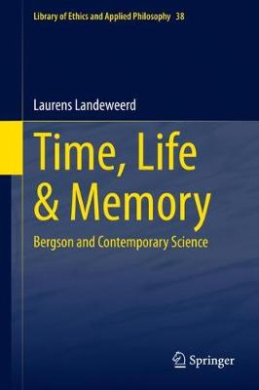 Library of Ethics and Applied Philosophy 38
Laurens Landeweerd
Time, Life
& Memory
Bergson and Contemporary Science
Springer